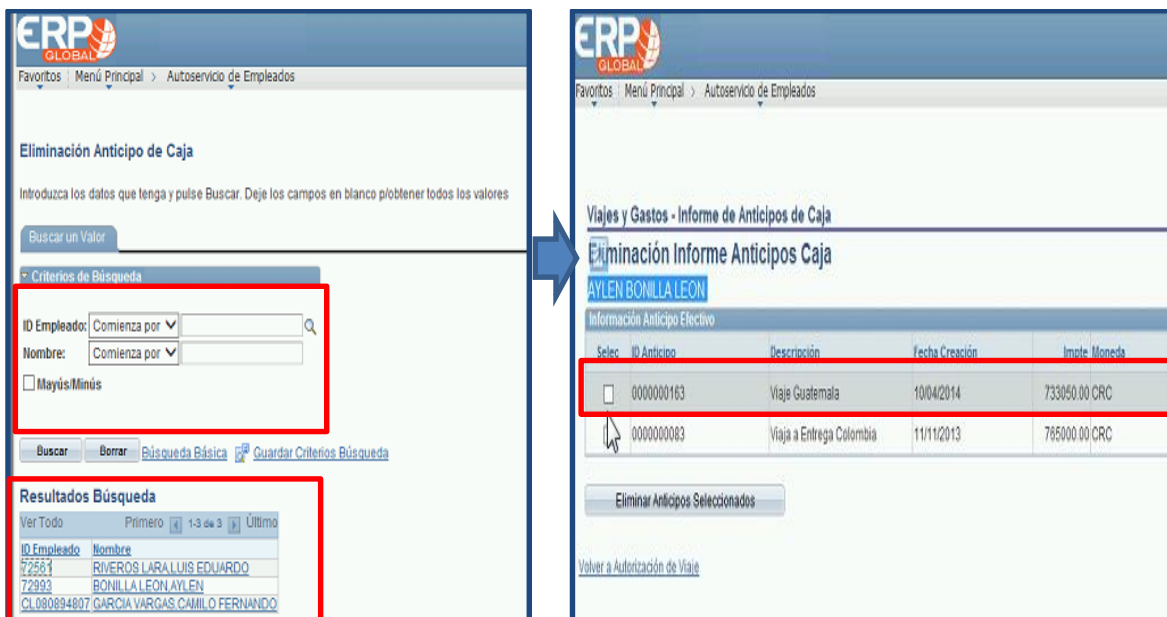 ERP
GLOBAL
Favoritos Menú Principal > Autoservicio de Empleados
Eliminación Anticipo de Caja
Introduzca los datos que tenga y pulse Buscar. Deje los campos en blanco p/obtener todos los valores
Buscar un Valor
Criterios de Búsqueda
ID Empleado: Comienza por
Nombre: Comienza por
Mayús/Minús
Buscar Borrar Búsqueda Básica Guardar Criterios Búsqueda
Resultados Búsqueda
Ver Todo Primero 1-3 de 3 Último
ID Empleado Nombre
72561 RIVEROS LARA,LUIS EDUARDO
72993 BONILLA LEON,AYLEN
CL080894807 GARCIA VARGAS,CAMILO FERNANDO
ERP
GLOBAL
Favoritos Menú Principal > Autoservicio de Empleados
Viajes y Gastos - Informe de Anticipos de Caja
Eliminación Informe Anticipos Caja
AYLEN BONILLA LEON
Información Anticipo Efectivo
Selec ID Anticipo Descripción Fecha Creación Impte Moneda
0000000163 Viaje Guatemala 10/04/2014 733050.00 CRC
0000000083 Viaja a Entrega Colombia 11/11/2013 765000.00 CRC
Eliminar Anticipos Seleccionados
Volver a Autorización de Viaje